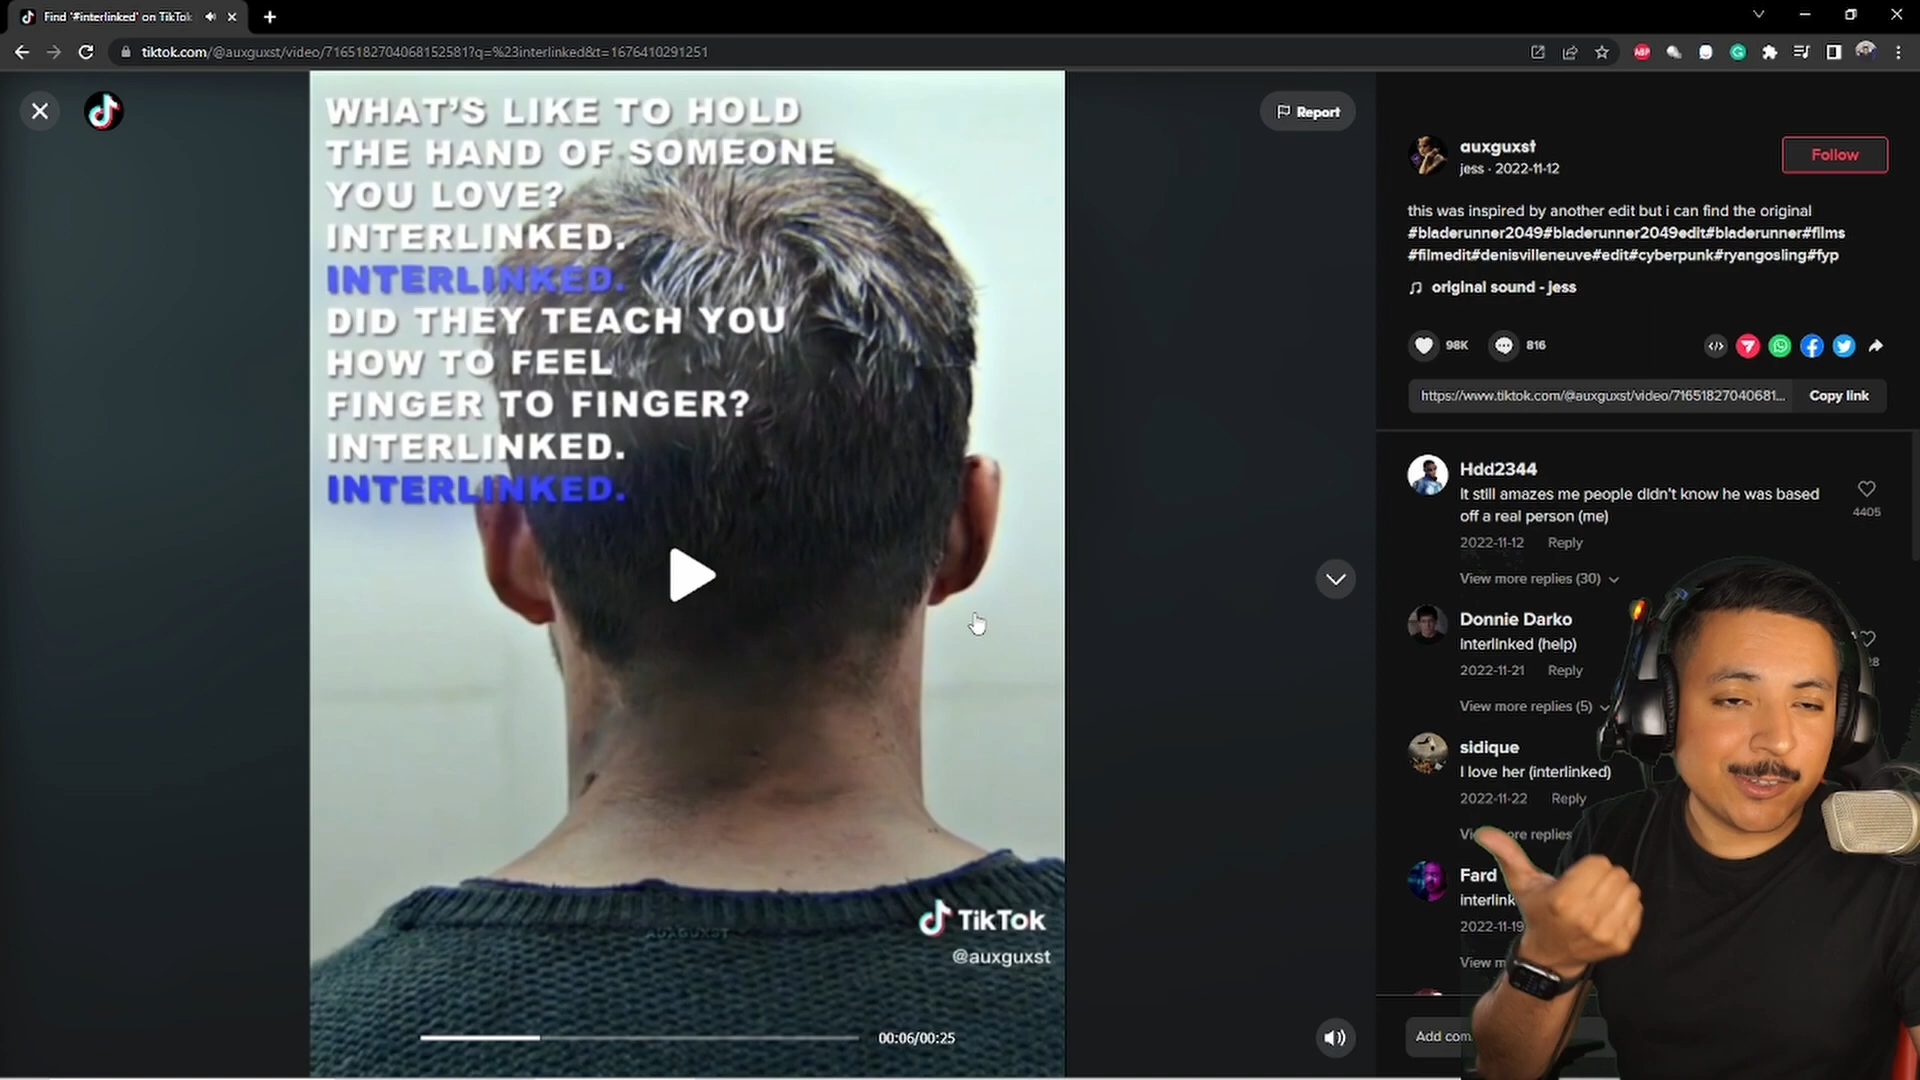 Find '#interlinked' on TikTok
tiktok.com/@auxguxst/video/7165182704068152581?q=%23interlinked&t=1676410291251
WHAT'S LIKE TO HOLD
THE HAND OF SOMEONE
YOU LOVE?
INTERLINKED.
INTERLINKED.
DID THEY TEACH YOU
HOW TO FEEL
FINGER TO FINGER?
INTERLINKED.
INTERLINKED.
AUXGUXST
TikTok
@auxguxst
00:06/00:25
Report
auxguxst
jess · 2022-11-12
Follow
this was inspired by another edit but i can find the original
#bladerunner2049#bladerunner2049edit#bladerunner#films
#filmedit#denisvilleneuve#edit#cyberpunk#ryangosling#fyp
original sound - jess
98K
816
https://www.tiktok.com/@auxguxst/video/71651827040681...
Copy link
Hdd2344
It still amazes me people didn't know he was based
off a real person (me)
4405
2022-11-12 Reply
View more replies (30)
Donnie Darko
interlinked (help)
2022-11-21 Reply
View more replies (5)
sidique
I love her (interlinked)
2022-11-22 Reply
replies
Fard
interlink
2022-11-19
View m
Add com
ABP